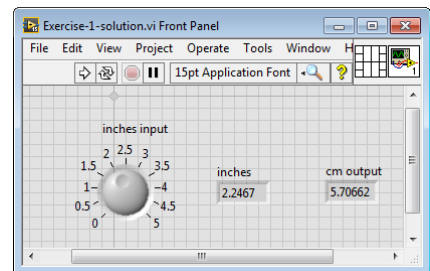 Exercise-1-solution.vi Front Panel
File Edit View Project Operate Tools Window H
15pt Application Font
1
inches input
2.5
2 3
1.5 3.5
1 4
0.5 4.5
0 5
inches
2.2467
cm output
5.70662